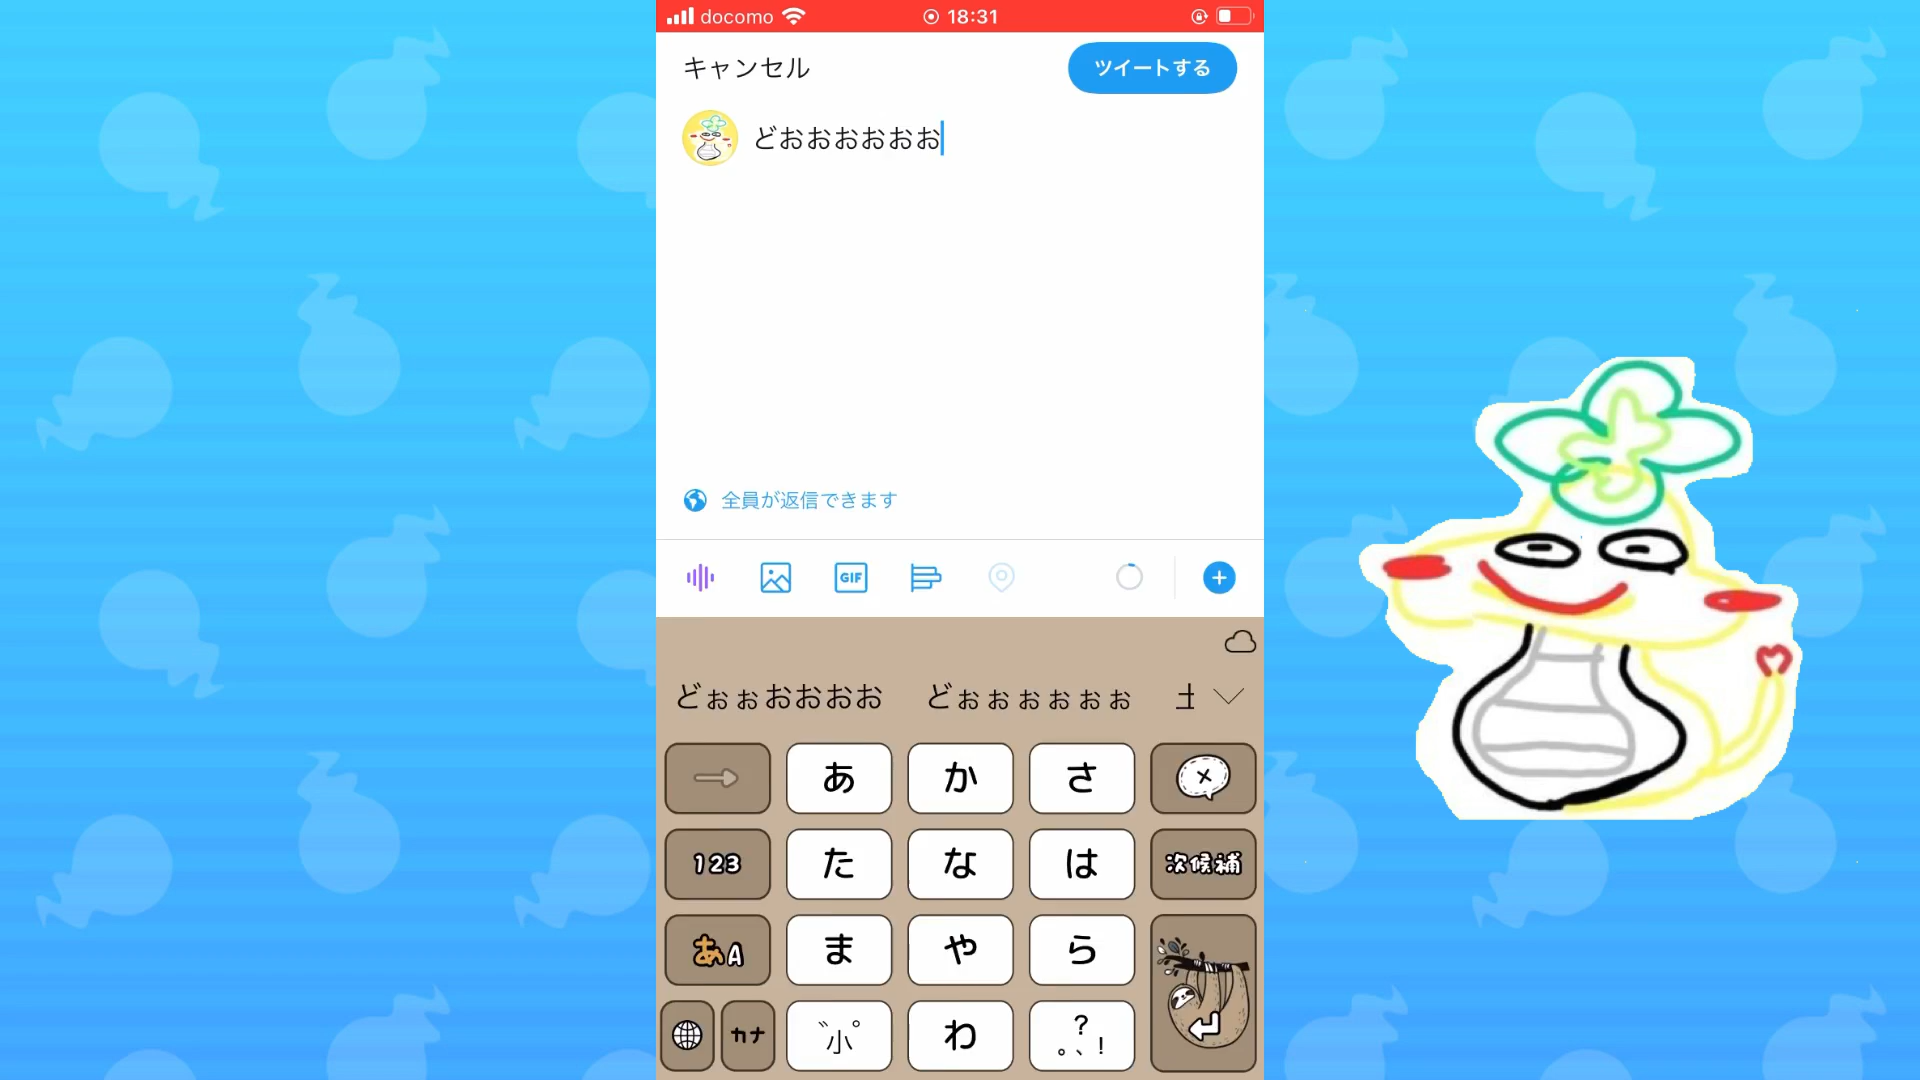 docomo 18:31
キャンセル ツイートする
どおおおおおお
全員が返信できます
GIF
どぉぉおおおお どぉぉぉぉぉぉ 土
あ か さ
123 た な は 次候補
あA ま や ら
カナ ゛小゜ わ ?。、!